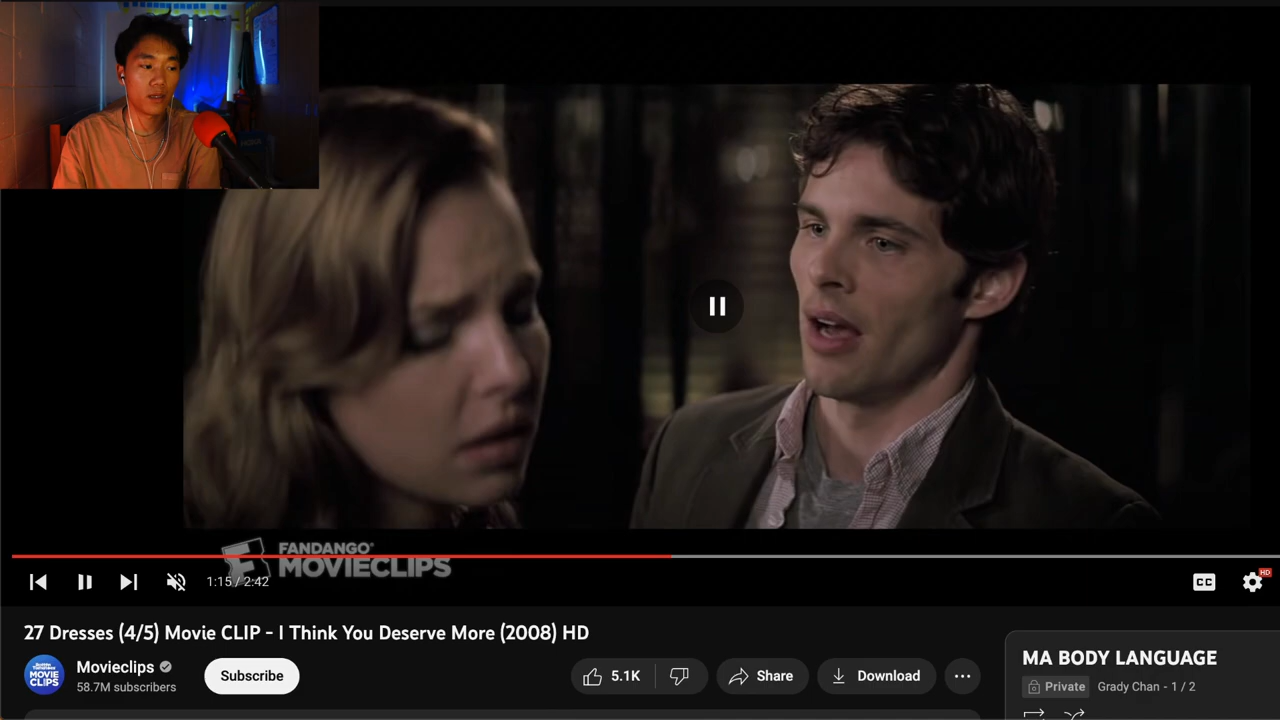 FANDANGO
MOVIECLIPS
1:15 / 2:42
CC
HD
27 Dresses (4/5) Movie CLIP - I Think You Deserve More (2008) HD
MOVIE
CLIPS
Movieclips
58.7M subscribers
Subscribe
5.1K
Share
Download
MA BODY LANGUAGE
Private
Grady Chan - 1 / 2